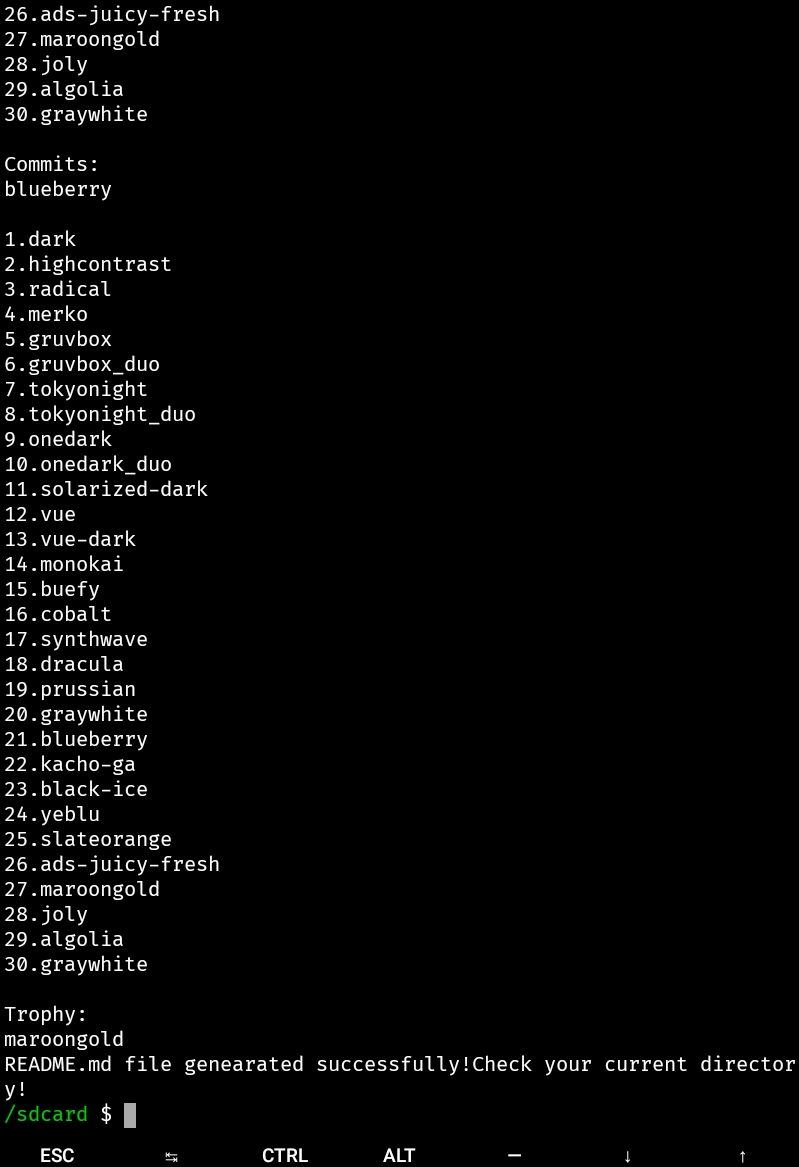 26.ads-juicy-fresh
27.maroongold
28.joly
29.algolia
30.graywhite
Commits:
blueberry
1.dark
2.highcontrast
3.radical
4.merko
5.gruvbox
6.gruvbox_duo
7.tokyonight
8.tokyonight_duo
9.onedark
10.onedark_duo
11.solarized-dark
12.vue
13.vue-dark
14.monokai
15.buefy
16.cobalt
17.synthwave
18.dracula
19.prussian
20.graywhite
21.blueberry
22.kacho-ga
23.black-ice
24.yeblu
25.slateorange
26.ads-juicy-fresh
27.maroongold
28.joly
29.algolia
30.graywhite
Trophy:
maroongold
README.md file genearated successfully!Check your current director
y!
/sdcard $
ESC ↹ CTRL ALT — ↓ ↑